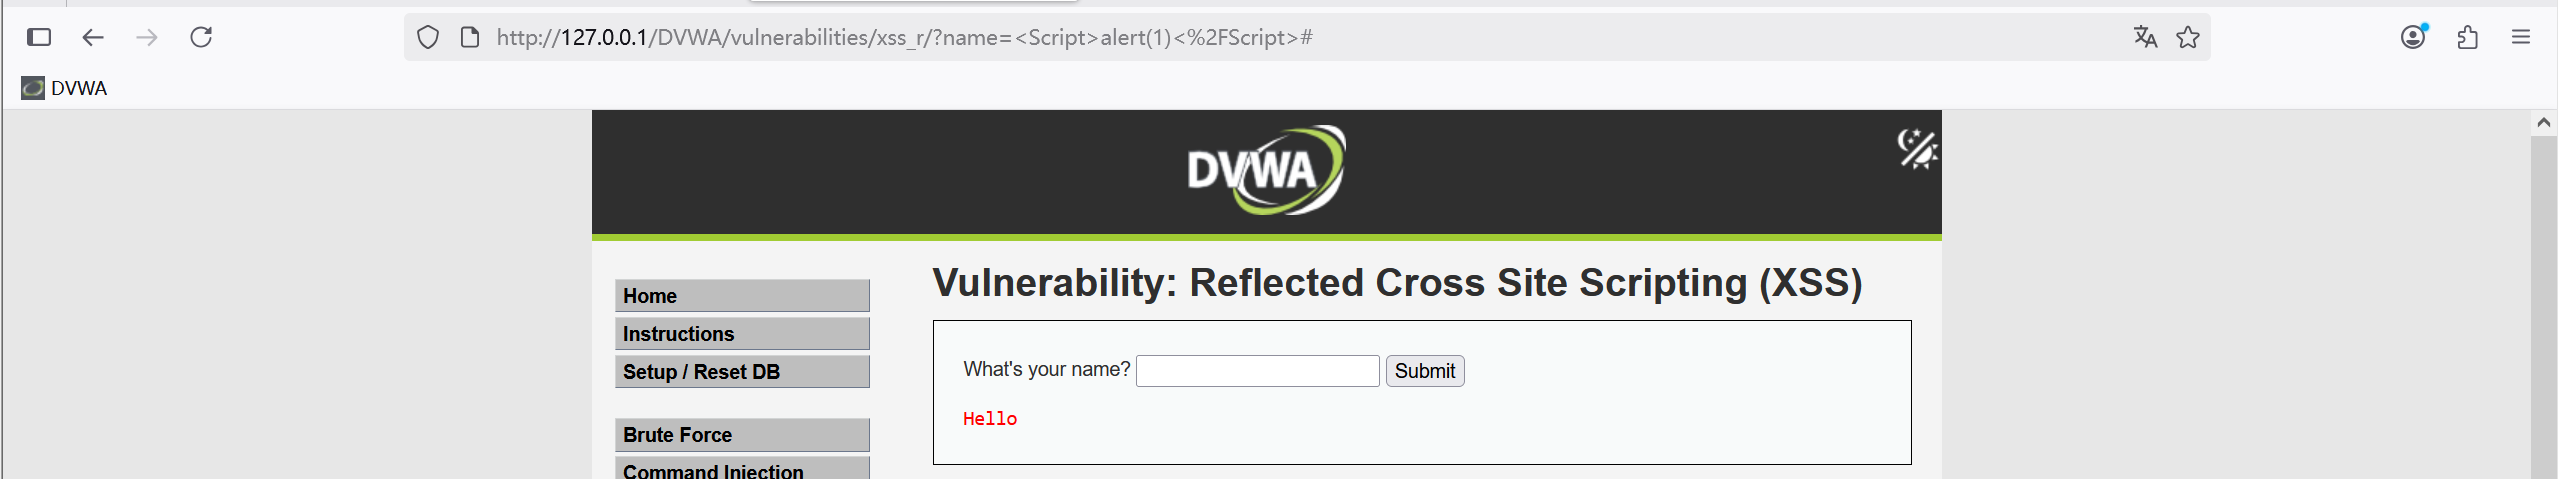 http://127.0.0.1/DVWA/vulnerabilities/xss_r/?name=<Script>alert(1)<%2FScript>#
DVWA
DVWA
Vulnerability: Reflected Cross Site Scripting (XSS)
Home
Instructions
Setup / Reset DB
Brute Force
Command Injection
What's your name? Submit
Hello